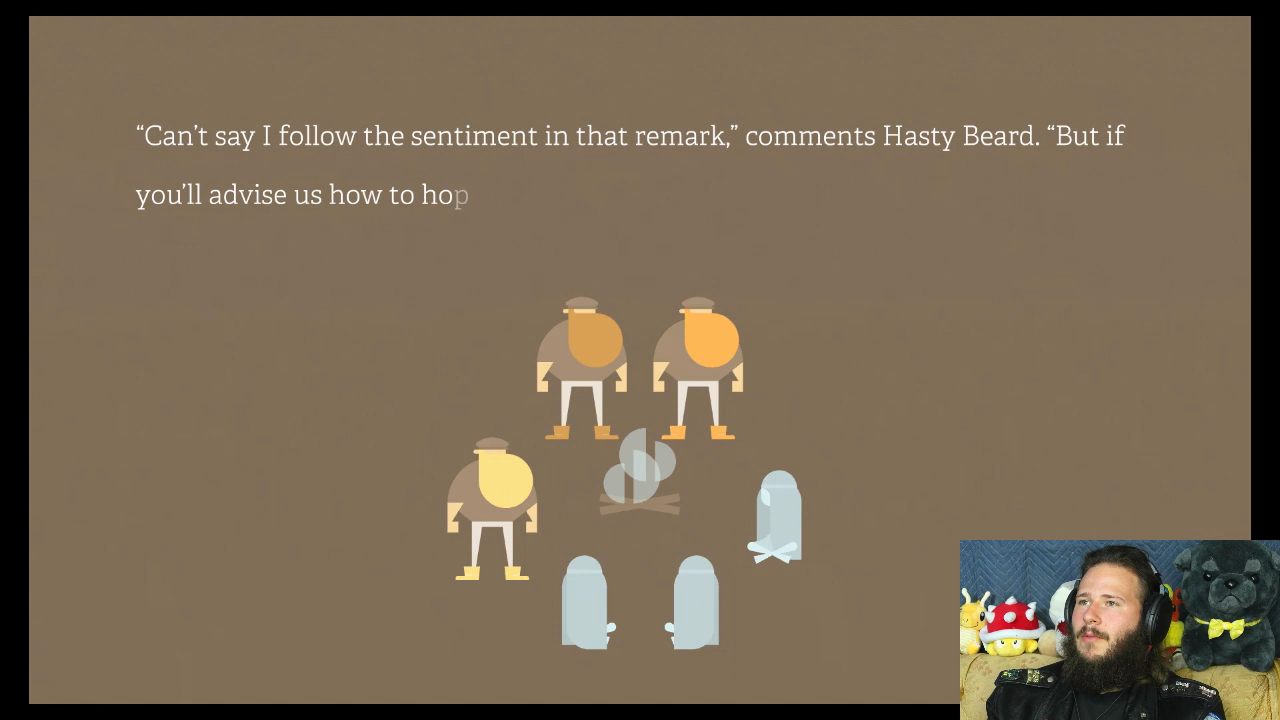 “Can’t say I follow the sentiment in that remark,” comments Hasty Beard. “But if
you’ll advise us how to hop